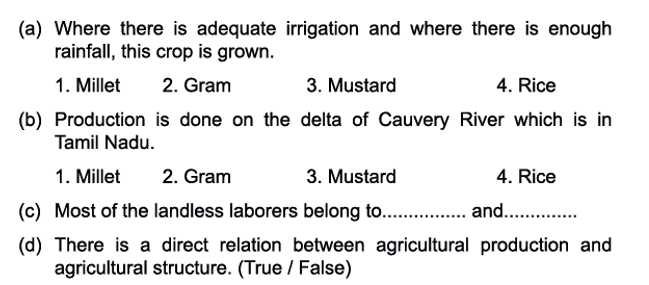 (a) Where there is adequate irrigation and where there is enough
rainfall, this crop is grown.
1. Millet 2. Gram 3. Mustard 4. Rice
(b) Production is done on the delta of Cauvery River which is in
Tamil Nadu.
1. Millet 2. Gram 3. Mustard 4. Rice
(c) Most of the landless laborers belong to................ and..............
(d) There is a direct relation between agricultural production and
agricultural structure. (True / False)